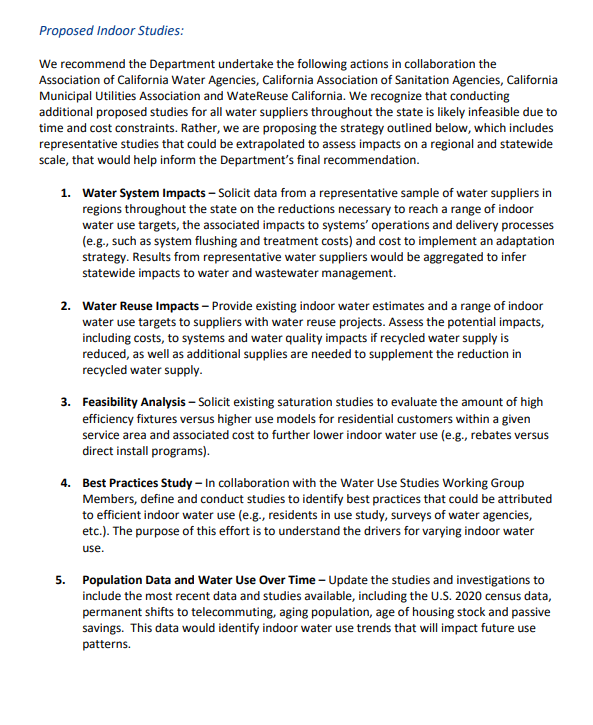 Proposed Indoor Studies:
We recommend the Department undertake the following actions in collaboration the
Association of California Water Agencies, California Association of Sanitation Agencies, California
Municipal Utilities Association and WateReuse California. We recognize that conducting
additional proposed studies for all water suppliers throughout the state is likely infeasible due to
time and cost constraints. Rather, we are proposing the strategy outlined below, which includes
representative studies that could be extrapolated to assess impacts on a regional and statewide
scale, that would help inform the Department's final recommendation.
1. Water System Impacts – Solicit data from a representative sample of water suppliers in
regions throughout the state on the reductions necessary to reach a range of indoor
water use targets, the associated impacts to systems' operations and delivery processes
(e.g., such as system flushing and treatment costs) and cost to implement an adaptation
strategy. Results from representative water suppliers would be aggregated to infer
statewide impacts to water and wastewater management.
2. Water Reuse Impacts – Provide existing indoor water estimates and a range of indoor
water use targets to suppliers with water reuse projects. Assess the potential impacts,
including costs, to systems and water quality impacts if recycled water supply is
reduced, as well as additional supplies are needed to supplement the reduction in
recycled water supply.
3. Feasibility Analysis – Solicit existing saturation studies to evaluate the amount of high
efficiency fixtures versus higher use models for residential customers within a given
service area and associated cost to further lower indoor water use (e.g., rebates versus
direct install programs).
4. Best Practices Study – In collaboration with the Water Use Studies Working Group
Members, define and conduct studies to identify best practices that could be attributed
to efficient indoor water use (e.g., residents in use study, surveys of water agencies,
etc.). The purpose of this effort is to understand the drivers for varying indoor water
use.
5. Population Data and Water Use Over Time – Update the studies and investigations to
include the most recent data and studies available, including the U.S. 2020 census data,
permanent shifts to telecommuting, aging population, age of housing stock and passive
savings. This data would identify indoor water use trends that will impact future use
patterns.